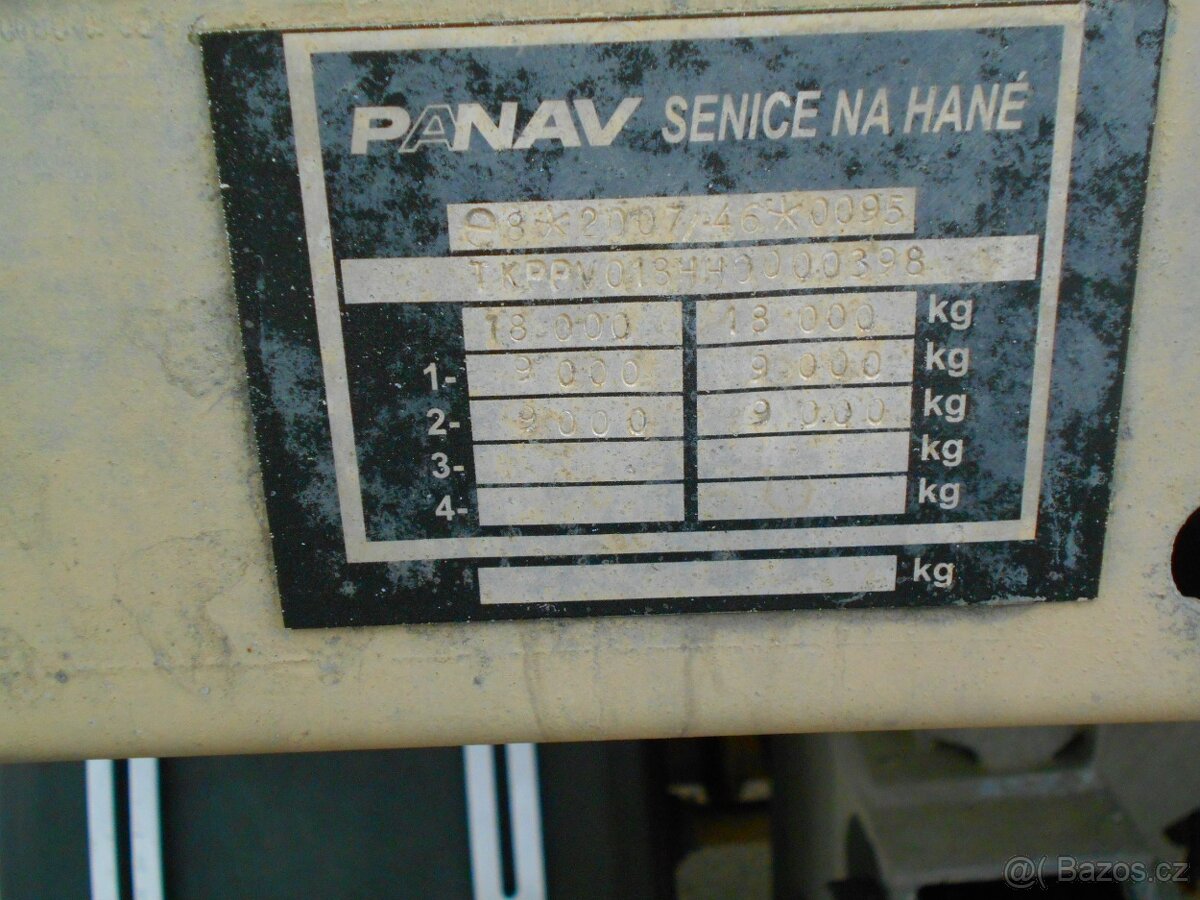 PANAV SENICE NA HANÉ
e8*2007/46*0095
TKPPV013HH0000398
18 000 18 000 kg
1- 9 000 9 000 kg
2- 9 000 9 000 kg
3- kg
4- kg
kg
@( Bazos.cz